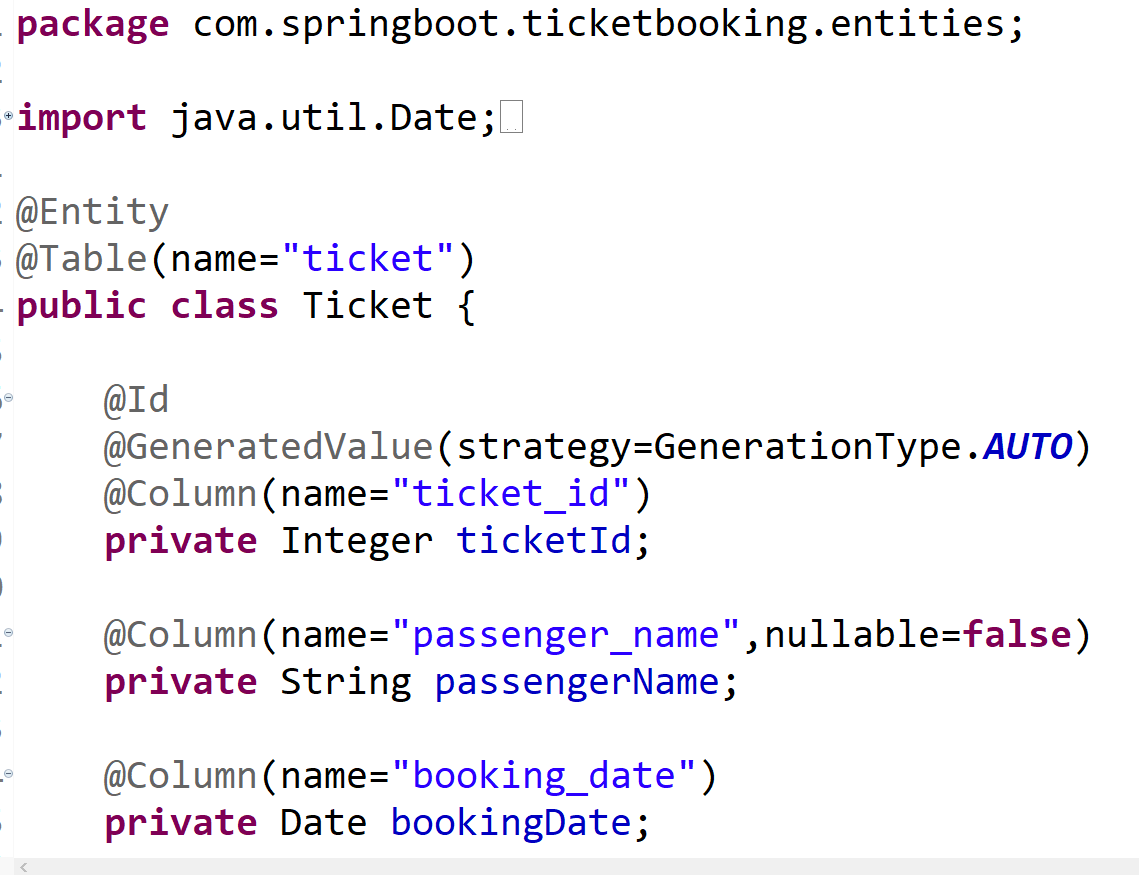 package com.springboot.ticketbooking.entities;
import java.util.Date;
@Entity
@Table(name="ticket")
public class Ticket {
@Id
@GeneratedValue(strategy=GenerationType.AUTO)
@Column(name="ticket_id")
private Integer ticketId;
@Column(name="passenger_name",nullable=false)
private String passengerName;
@Column(name="booking_date")
private Date bookingDate;